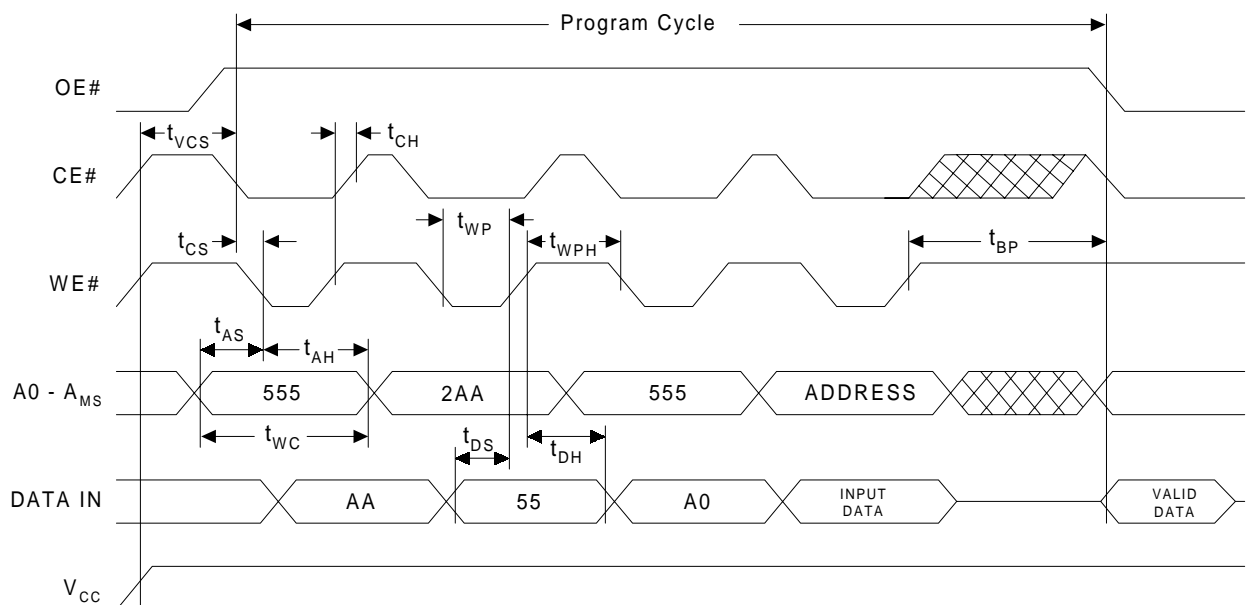 Program Cycle
OE#
tVCS
tCH
CE#
tWP
tCS
tWPH
tBP
WE#
tAS
tAH
A0 - AMS
555
2AA
555
ADDRESS
tWC
tDS
tDH
DATA IN
AA
55
A0
INPUT
DATA
VALID
DATA
VCC